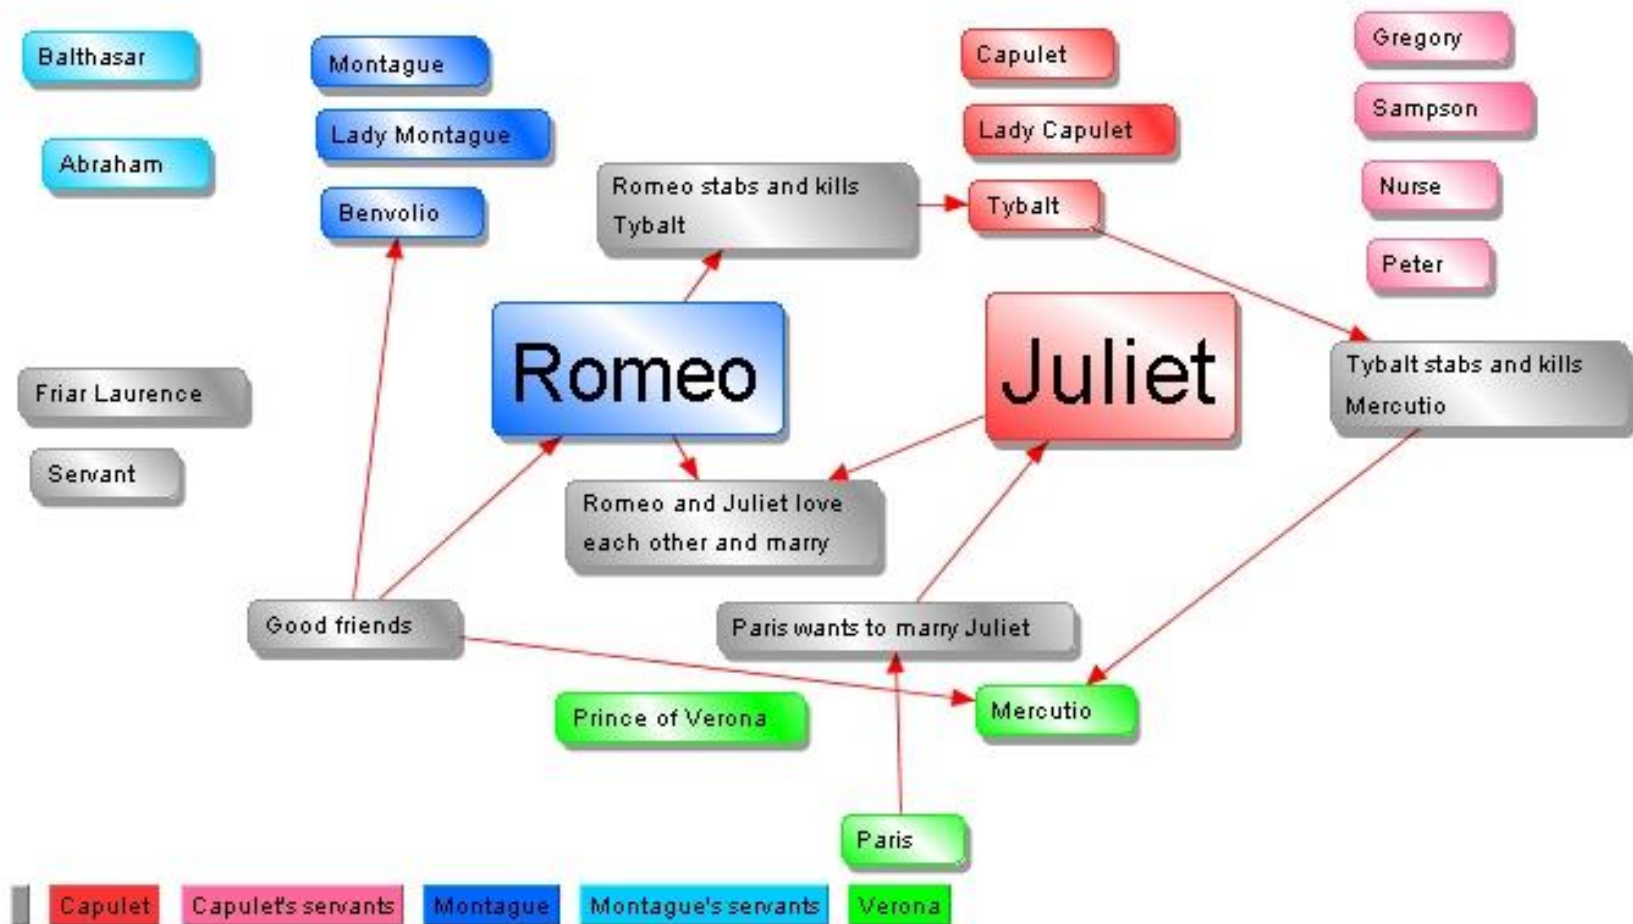 Balthasar
Abraham
Montague
Lady Montague
Benvolio
Romeo stabs and kills
Tybalt
Capulet
Lady Capulet
Tybalt
Gregory
Sampson
Nurse
Peter
Friar Laurence
Servant
Romeo
Juliet
Tybalt stabs and kills
Mercutio
Romeo and Juliet love
each other and marry
Good friends
Paris wants to marry Juliet
Prince of Verona
Mercutio
Paris
Capulet
Capulet's servants
Montague
Montague's servants
Verona